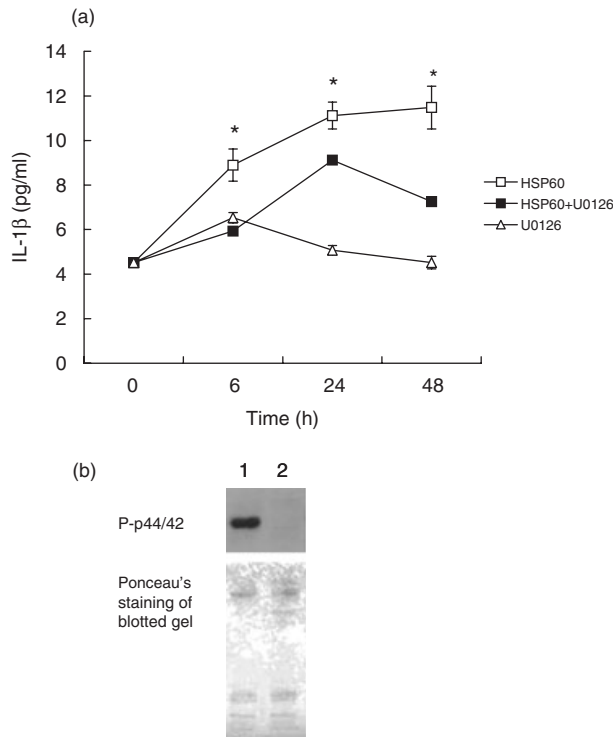 (a)
14
12
10
8
6
4
2
0
IL-1β (pg/ml)
* * *
HSP60
HSP60+U0126
U0126
0 6 24 48
Time (h)
(b)
1 2
P-p44/42
Ponceau's
staining of
blotted gel